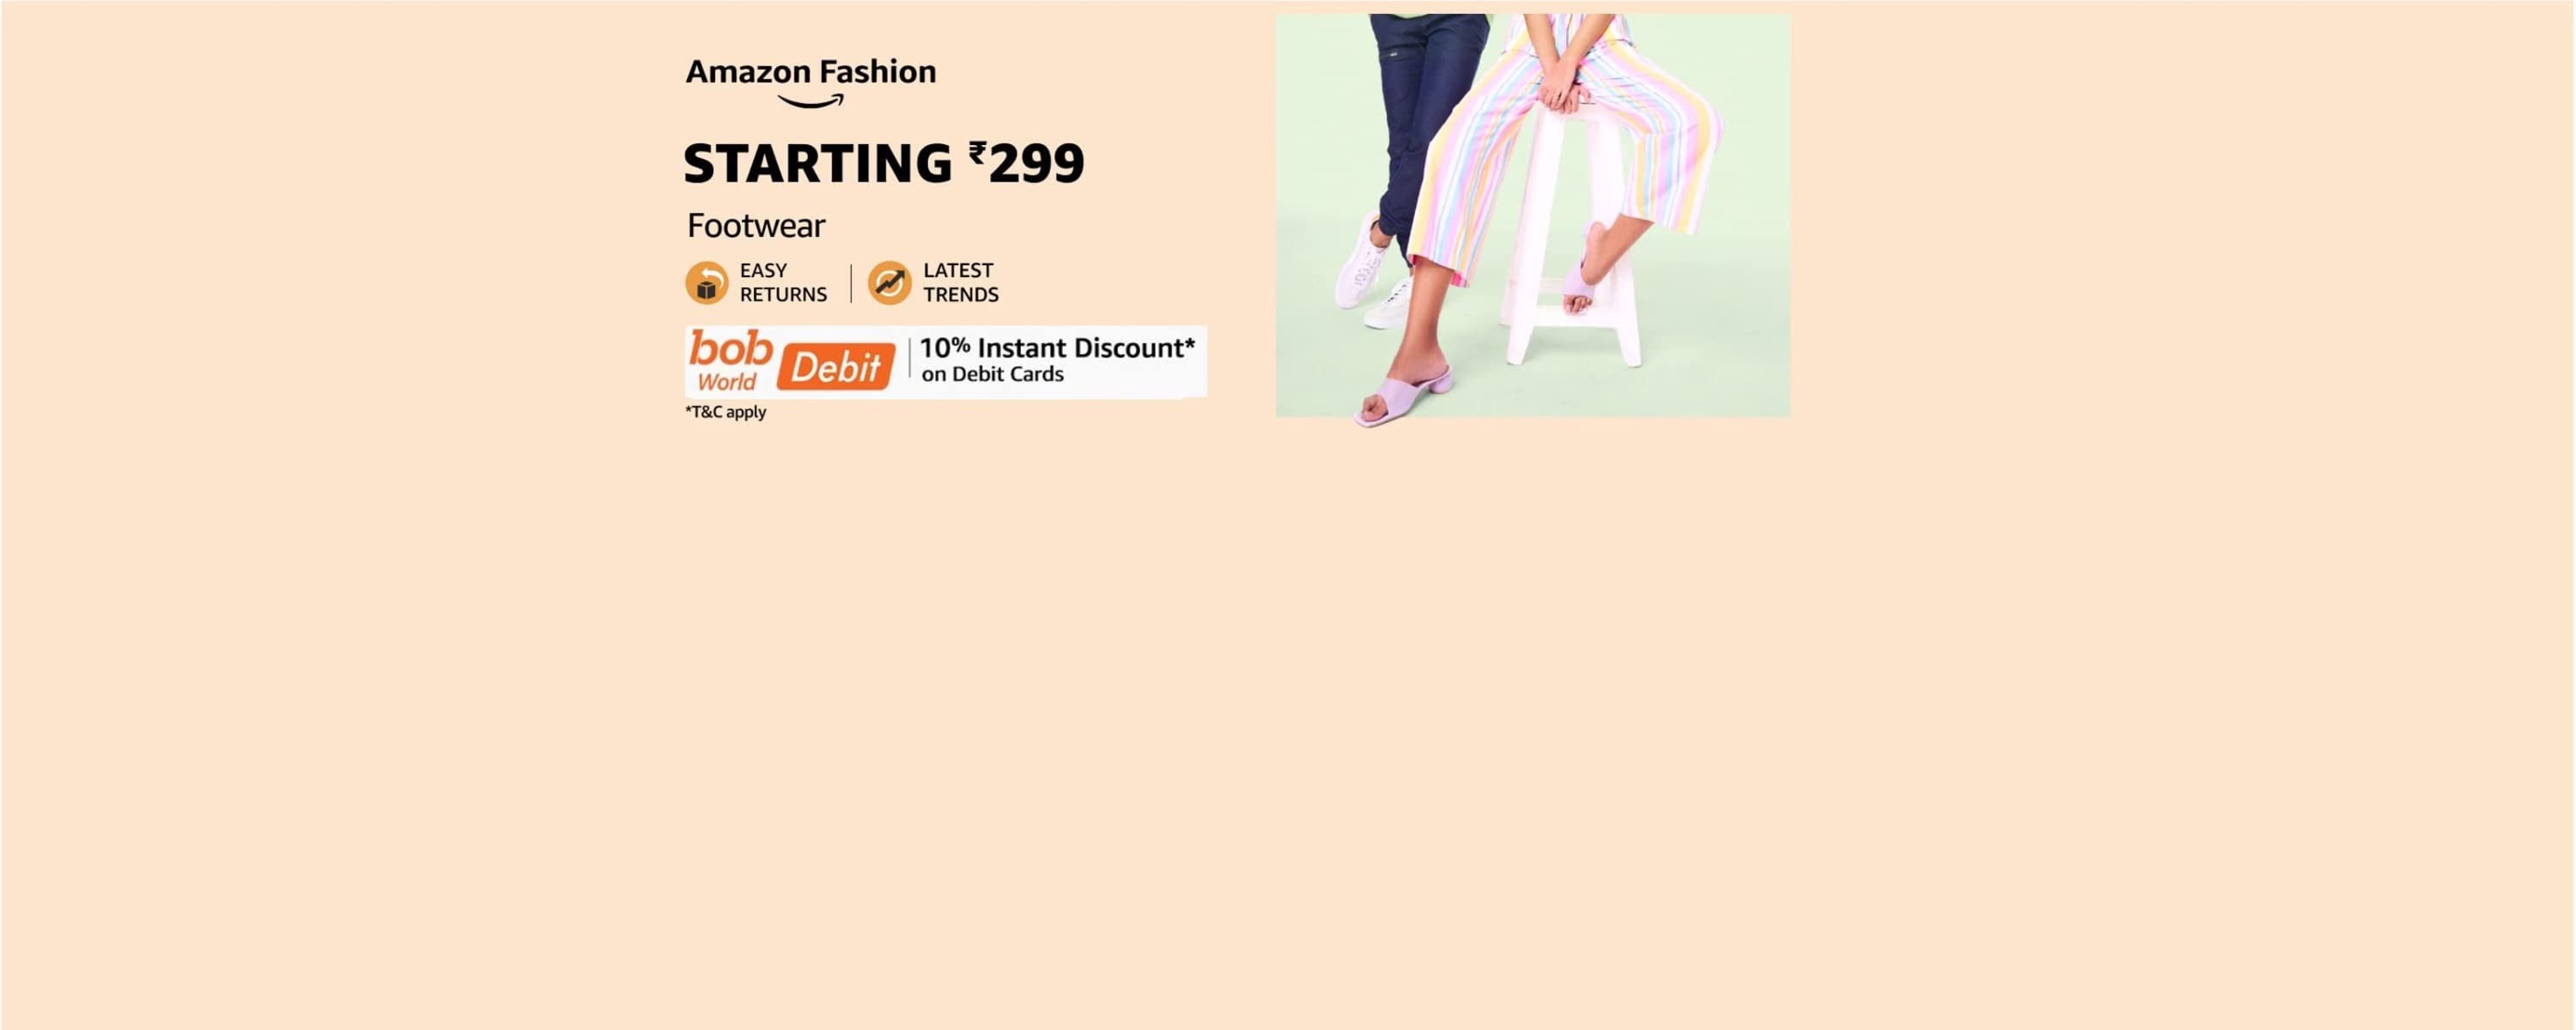 Amazon Fashion
STARTING ₹299
Footwear
EASY
RETURNS
LATEST
TRENDS
bob
World
Debit
10% Instant Discount*
on Debit Cards
*T&C apply